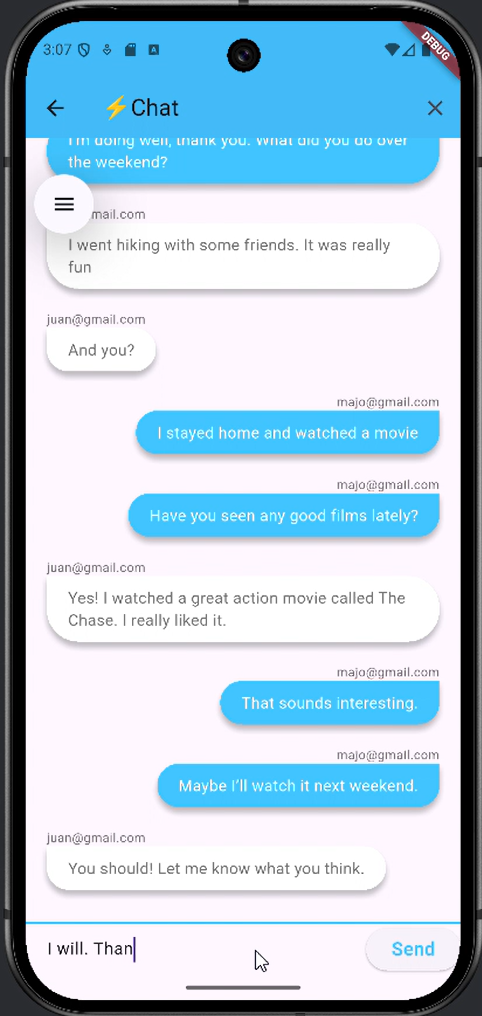 3:07
DEBUG
⚡Chat
I'm doing well, thank you. What did you do over
the weekend?
mail.com
I went hiking with some friends. It was really
fun
juan@gmail.com
And you?
majo@gmail.com
I stayed home and watched a movie
majo@gmail.com
Have you seen any good films lately?
juan@gmail.com
Yes! I watched a great action movie called The
Chase. I really liked it.
majo@gmail.com
That sounds interesting.
majo@gmail.com
Maybe I'll watch it next weekend.
juan@gmail.com
You should! Let me know what you think.
I will. Than
Send